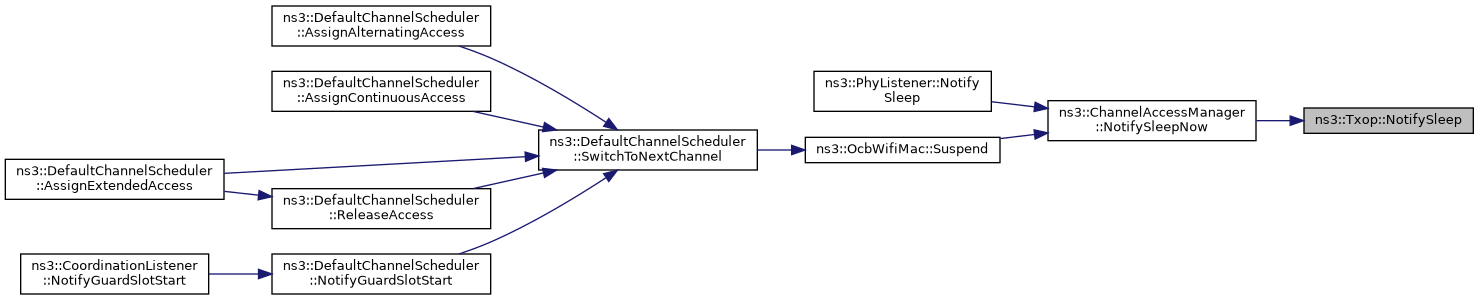 ns3::DefaultChannelScheduler
::AssignAlternatingAccess
ns3::DefaultChannelScheduler
::AssignContinuousAccess
ns3::DefaultChannelScheduler
::AssignExtendedAccess
ns3::DefaultChannelScheduler
::ReleaseAccess
ns3::CoordinationListener
::NotifyGuardSlotStart
ns3::DefaultChannelScheduler
::NotifyGuardSlotStart
ns3::DefaultChannelScheduler
::SwitchToNextChannel
ns3::PhyListener::Notify
Sleep
ns3::OcbWifiMac::Suspend
ns3::ChannelAccessManager
::NotifySleepNow
ns3::Txop::NotifySleep